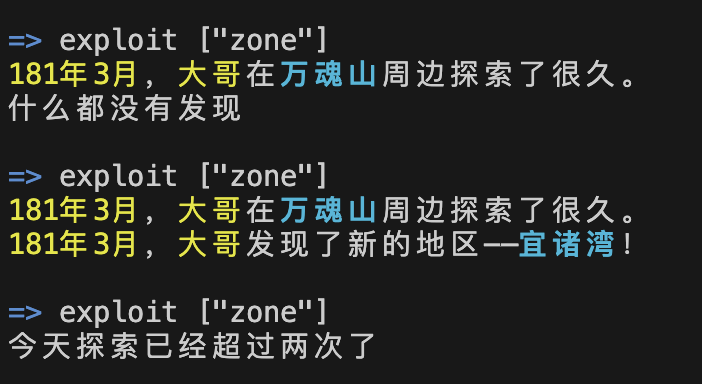 => exploit ["zone"]
181年3月，大哥在万魂山周边探索了很久。
什么都没有发现
=> exploit ["zone"]
181年3月，大哥在万魂山周边探索了很久。
181年3月，大哥发现了新的地区——宜诸湾！
=> exploit ["zone"]
今天探索已经超过两次了